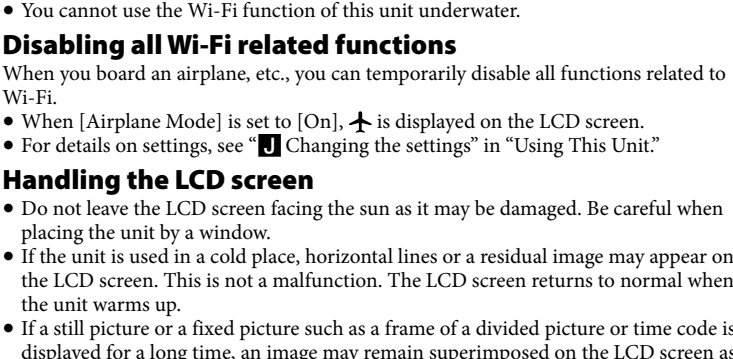 • You cannot use the Wi-Fi function of this unit underwater.
Disabling all Wi-Fi related functions
When you board an airplane, etc., you can temporarily disable all functions related to
Wi-Fi.
• When [Airplane Mode] is set to [On], ✈ is displayed on the LCD screen.
• For details on settings, see “J Changing the settings” in “Using This Unit.”
Handling the LCD screen
• Do not leave the LCD screen facing the sun as it may be damaged. Be careful when
placing the unit by a window.
• If the unit is used in a cold place, horizontal lines or a residual image may appear on
the LCD screen. This is not a malfunction. The LCD screen returns to normal when
the unit warms up.
• If a still picture or a fixed picture such as a frame of a divided picture or time code is
displayed for a long time, an image may remain superimposed on the LCD screen as